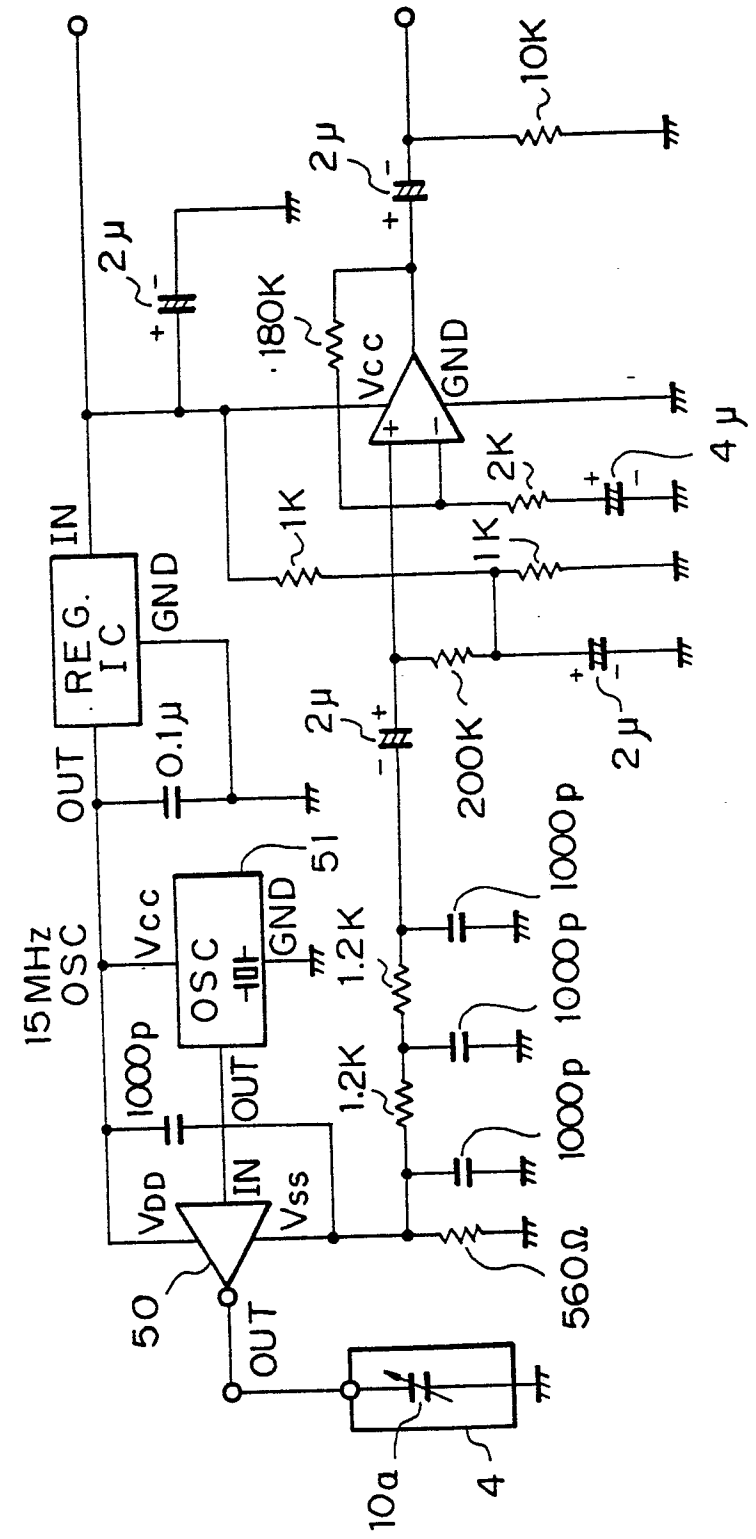 15MHz
OSC
OUT
REG.
IC
IN
GND
0.1µ
2µ
+
-
50
VDD
1000p
Vcc
OSC
OUT
GND
51
IN
Vss
OUT
10a
4
560Ω
1.2K
1.2K
1000p
1000p
1000p
2µ
-
+
200K
2µ
+
-
1K
1K
2K
4µ
+
-
180K
Vcc
GND
+
-
2µ
+
-
10K